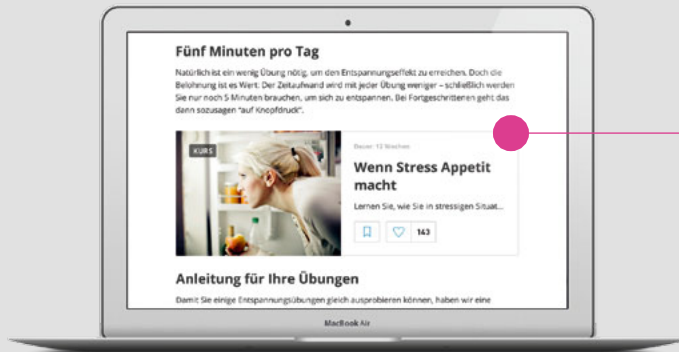 Fünf Minuten pro Tag
Natürlich ist ein wenig Übung nötig, um den Entspannungseffekt zu erreichen. Doch die
Belohnung ist es Wert: Der Zeitaufwand wird mit jeder Übung weniger – schließlich werden
Sie nur noch 5 Minuten brauchen, um sich zu entspannen. Bei Fortgeschrittenen geht das
dann sozusagen "auf Knopfdruck".
KURS
Dauer: 12 Wochen
Wenn Stress Appetit
macht
Lernen Sie, wie Sie in stressigen Situat...
143
Anleitung für Ihre Übungen
Damit Sie einige Entspannungsübungen gleich ausprobieren können, haben wir eine
MacBook Air